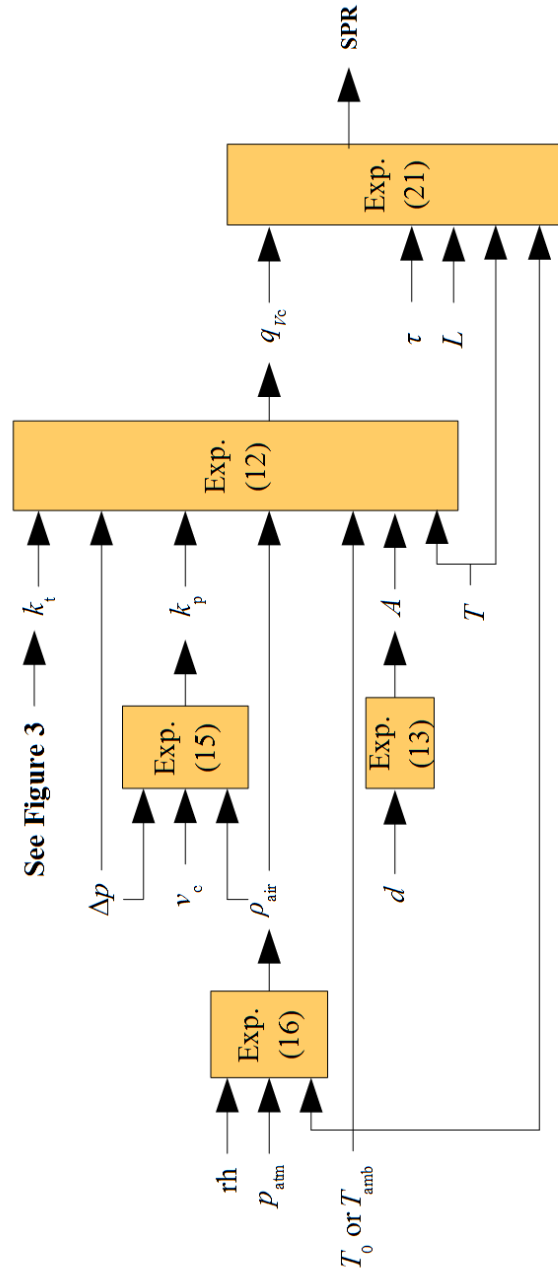 See Figure 3
k_t
Δp
Exp.
(15)
k_p
v_c
rh
p_atm
Exp.
(16)
ρ_air
T_0 or T_amb
d
Exp.
(13)
A
T
Exp.
(12)
q_Vc
τ
L
Exp.
(21)
SPR